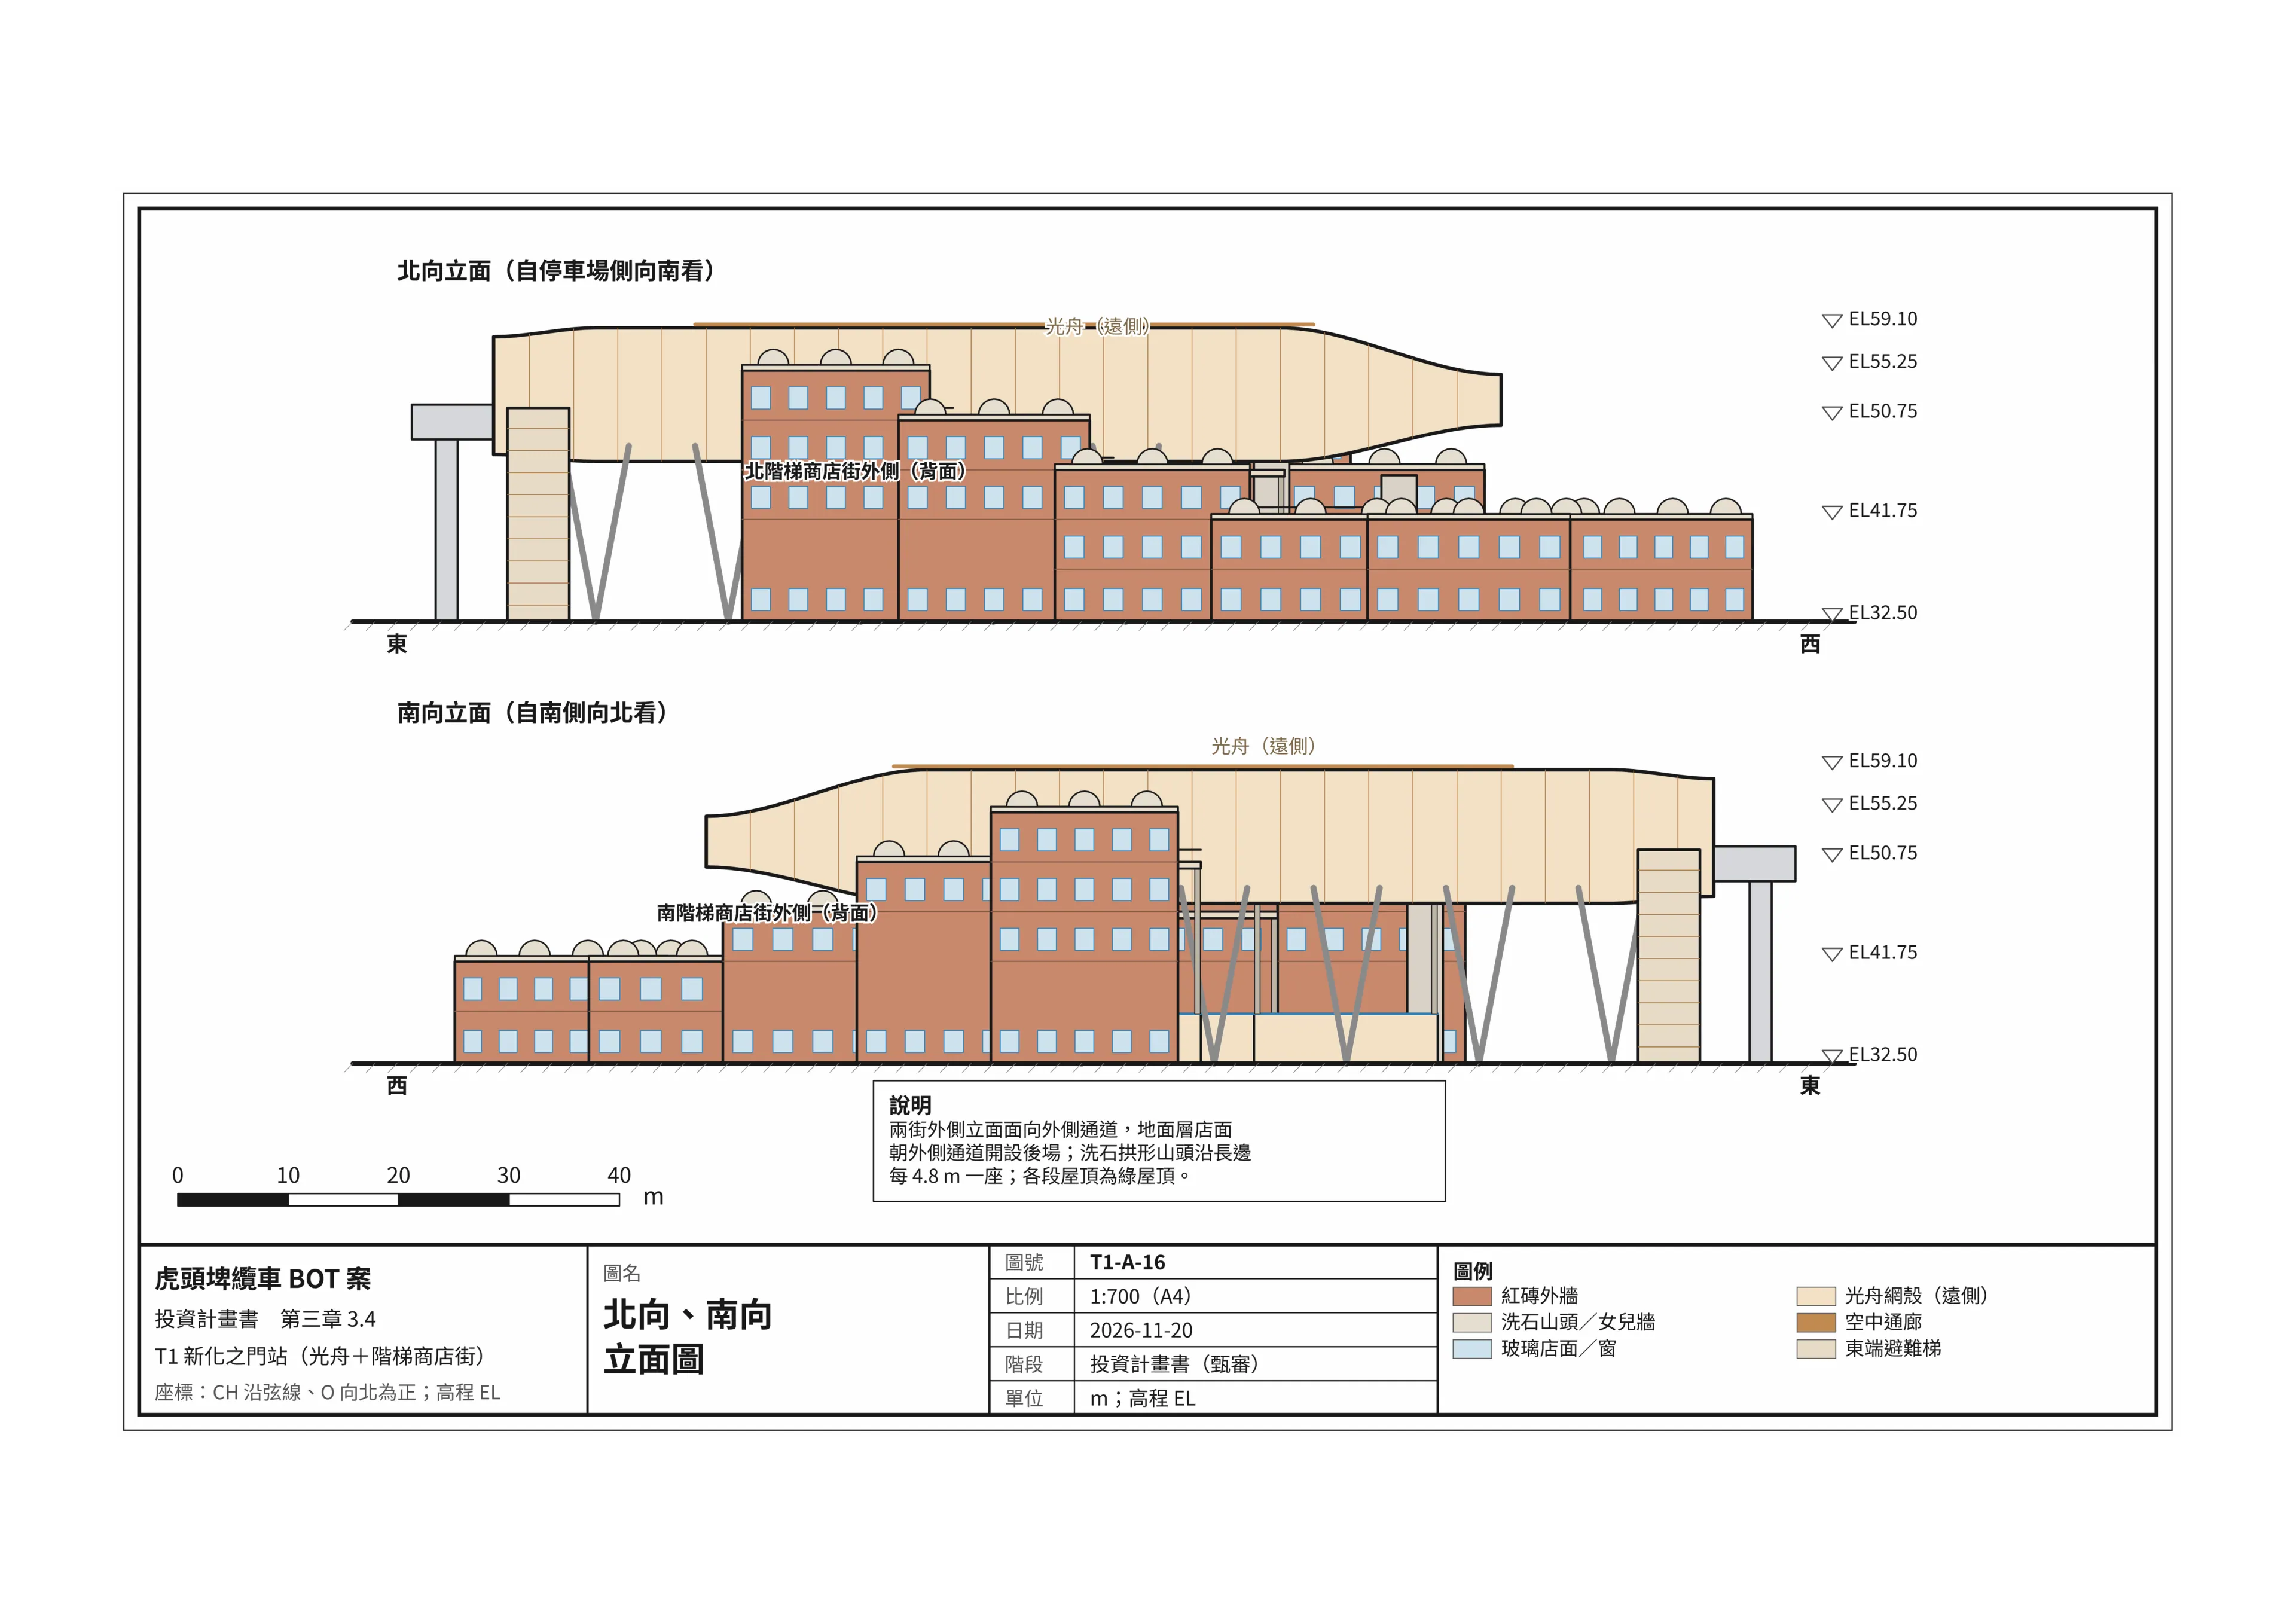 北向立面（自停車場側向南看）
光舟（遠側）
EL59.10
EL55.25
EL50.75
北階梯商店街外側（背面）
EL41.75
EL32.50
東
西
南向立面（自南側向北看）
光舟（遠側）
EL59.10
EL55.25
EL50.75
南階梯商店街外側（背面）
EL41.75
EL32.50
西
東
說明
兩街外側立面面向外側通道，地面層店面
朝外側通道開設後場；洗石拱形山頭沿長邊
每 4.8 m 一座；各段屋頂為綠屋頂。
0 10 20 30 40
m
虎頭埤纜車 BOT 案
投資計畫書　第三章 3.4
T1 新化之門站（光舟＋階梯商店街）
座標：CH 沿弦線、O 向北為正；高程 EL
圖名
北向、南向
立面圖
圖號 T1-A-16
比例 1:700（A4）
日期 2026-11-20
階段 投資計畫書（甄審）
單位 m；高程 EL
圖例
紅磚外牆
洗石山頭／女兒牆
玻璃店面／窗
光舟網殼（遠側）
空中通廊
東端避難梯